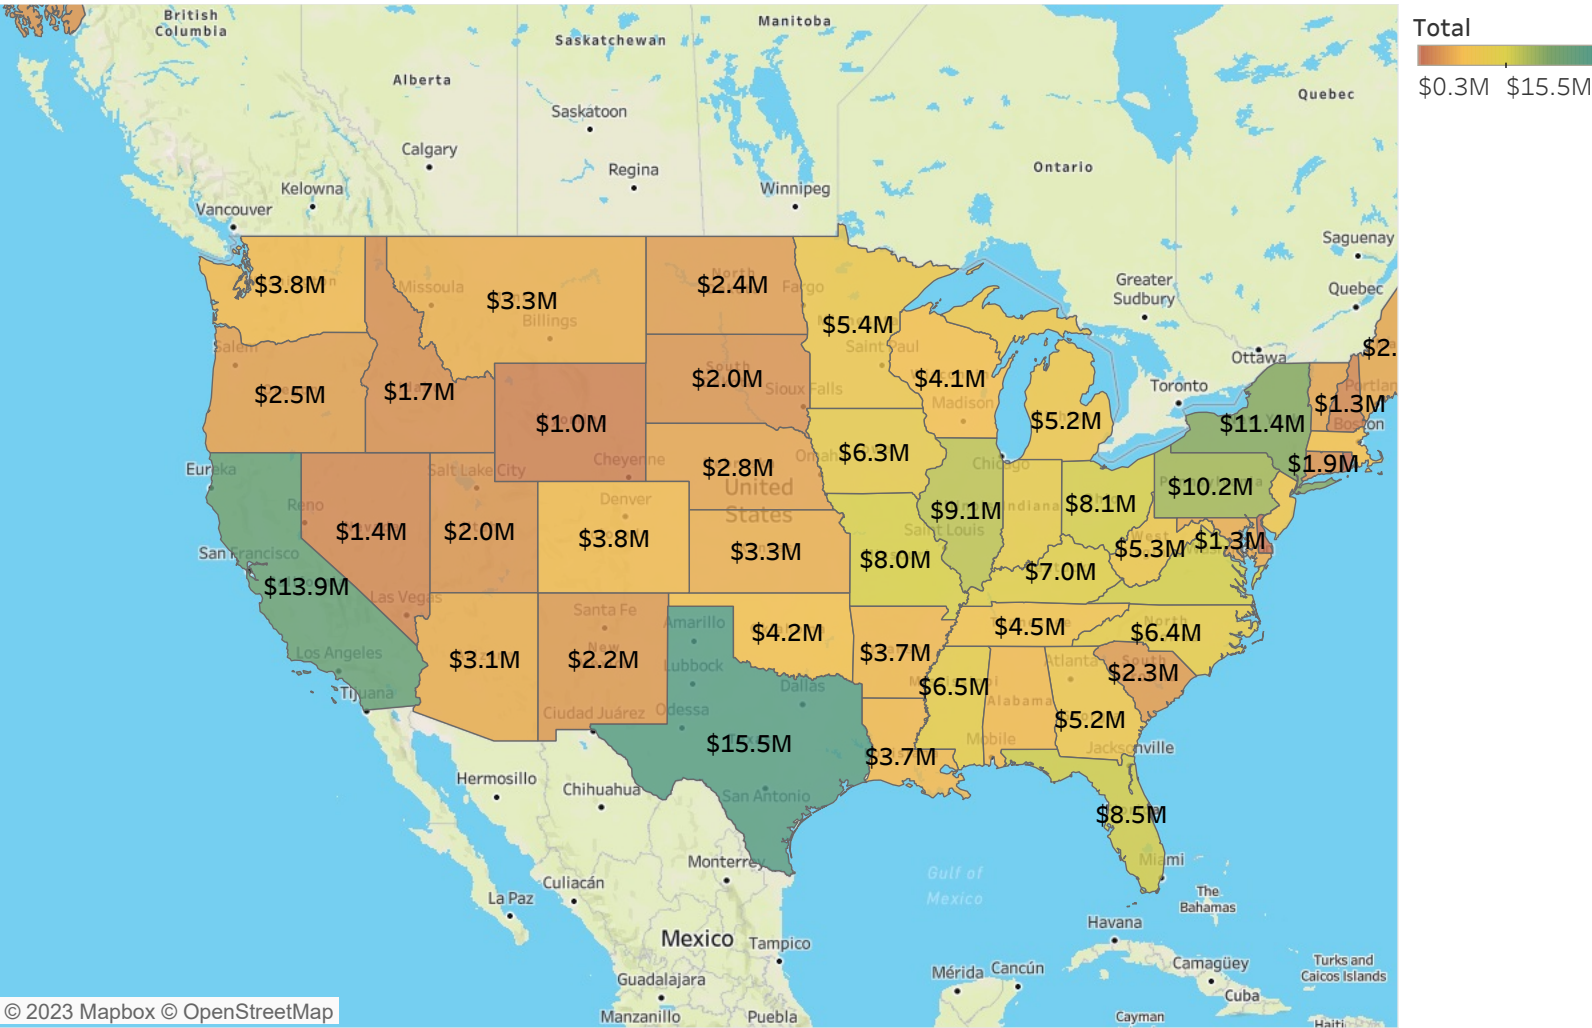 British
Columbia
Manitoba
Saskatchewan
Alberta
Quebec
Ontario
Saskatoon
Calgary
Regina
Kelowna
Winnipeg
Vancouver
Saguenay
Greater
Sudbury
Quebec
Ottawa
Toronto
Total
$0.3M $15.5M
$3.8M
Missoula
$3.3M
Billings
North
$2.4M
Fargo
$5.4M
Saint Paul
Salem
$2.5M
$1.7M
$1.0M
Cheyenne
South
$2.0M
Sioux Falls
$4.1M
Madison
$5.2M
$2.
Portlan
$1.3M
Boston
$11.4M
$1.9M
$10.2M
Eureka
Reno
Salt Lake City
$2.8M
United
States
$6.3M
Chicago
$9.1M
Saint Louis
Indiana
$8.1M
San Francisco
$1.4M
$2.0M
Denver
$3.8M
$3.3M
$8.0M
West
$5.3M
$1.3M
$7.0M
$13.9M
Las Vegas
Los Angeles
Tijuana
$3.1M
Santa Fe
New
$2.2M
Ciudad Juárez
Amarillo
Lubbock
Odessa
Dallas
$4.2M
$3.7M
$4.5M
North
$6.4M
$6.5M
Alabama
Atlanta
South
$2.3M
$5.2M
Mobile
Jacksonville
$15.5M
San Antonio
$3.7M
$8.5M
Miami
Hermosillo
Chihuahua
Monterrey
Culiacán
La Paz
Gulf of
Mexico
The
Bahamas
Havana
Mexico
Tampico
Mérida
Cancún
Camagüey
Turks and
Caicos Islands
Guadalajara
Cuba
Manzanillo
Puebla
Cayman
Haiti
© 2023 Mapbox © OpenStreetMap